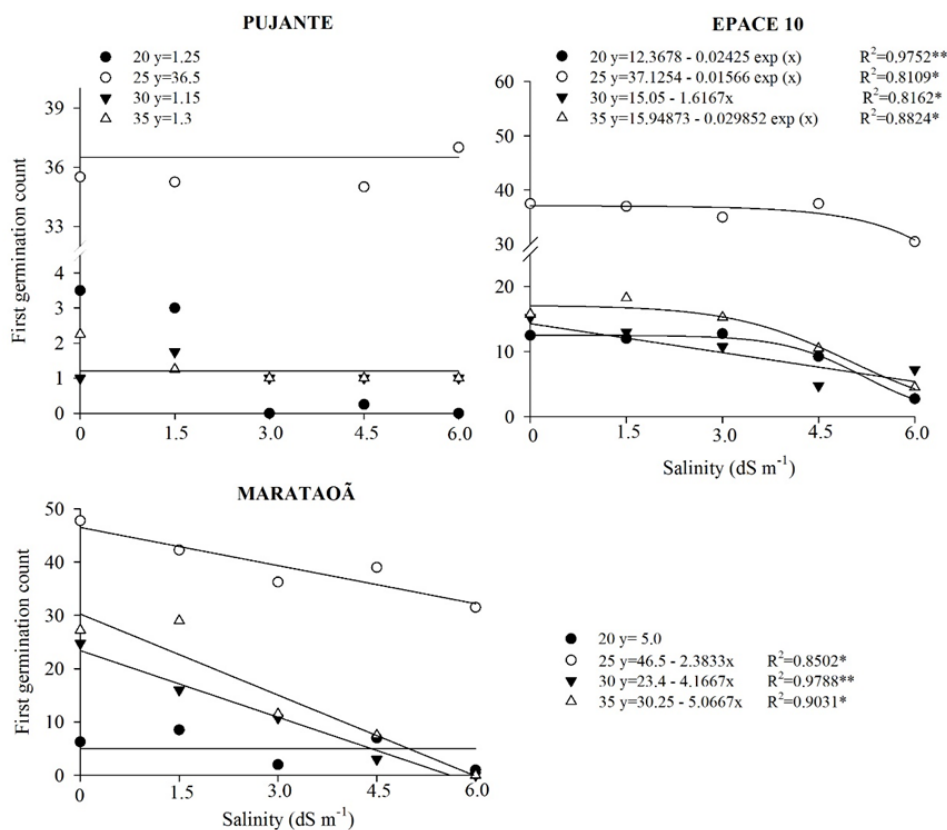 PUJANTE
20 y=1.25
25 y=36.5
30 y=1.15
35 y=1.3
First germination count
39
36
33
4
3
2
1
0
0 1.5 3.0 4.5 6.0
EPACE 10
20 y=12.3678 - 0.02425 exp (x) R²=0.9752**
25 y=37.1254 - 0.01566 exp (x) R²=0.8109*
30 y=15.05 - 1.6167x R²=0.8162*
35 y=15.94873 - 0.029852 exp (x) R²=0.8824*
60
50
40
30
20
10
0
0 1.5 3.0 4.5 6.0
Salinity (dS m⁻¹)
MARATAOÃ
First germination count
50
40
30
20
10
0
0 1.5 3.0 4.5 6.0
Salinity (dS m⁻¹)
20 y= 5.0
25 y=46.5 - 2.3833x R²=0.8502*
30 y=23.4 - 4.1667x R²=0.9788**
35 y=30.25 - 5.0667x R²=0.9031*